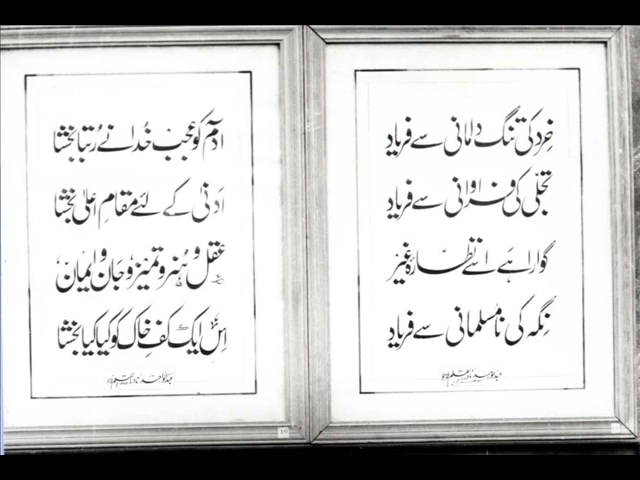 خرد کی تنگ دامانی سے فریاد
تجلی کی فراوانی سے فریاد
گوارا ہے اسے نظارۂ غیر
نگہ کی نامسلمانی سے فریاد
آدم کو عجب خدا نے رتبا بخشا
ادنیٰ کے لئے مقامِ اعلیٰ بخشا
عقل و ہنر و تمیز و جان و ایمان
اس ایک کفِ خاک کو کیا کیا بخشا